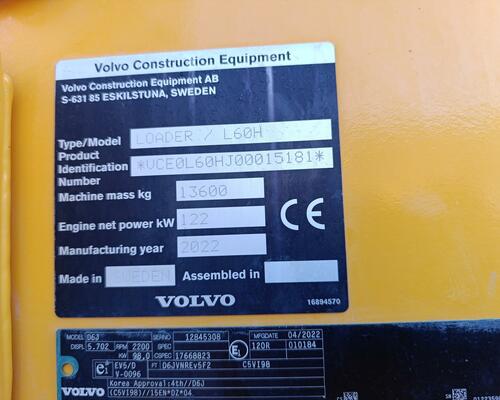 Volvo Construction Equipment
Volvo Construction Equipment AB
S-631 85 ESKILSTUNA, SWEDEN
Type/Model LOADER / L60H
Product Identification Number *VCE0L60HJ00015181*
Machine mass kg 13600
Engine net power kW 122
Manufacturing year 2022
Made in SWEDEN Assembled in
CE
VOLVO 16894570
MODEL D6J SERNO 12845308 MFGDATE 04/2022
DISPL 5.702 RPM 2200 SPEC 120R 010184
KW 98,0 CSPEC 17668823
EV5/D FT D6JVNREv5F2 C5VI98
V-0096
Korea Approval:4th//D6J
VOLVO (C5VI98)//15EN*DZ*04